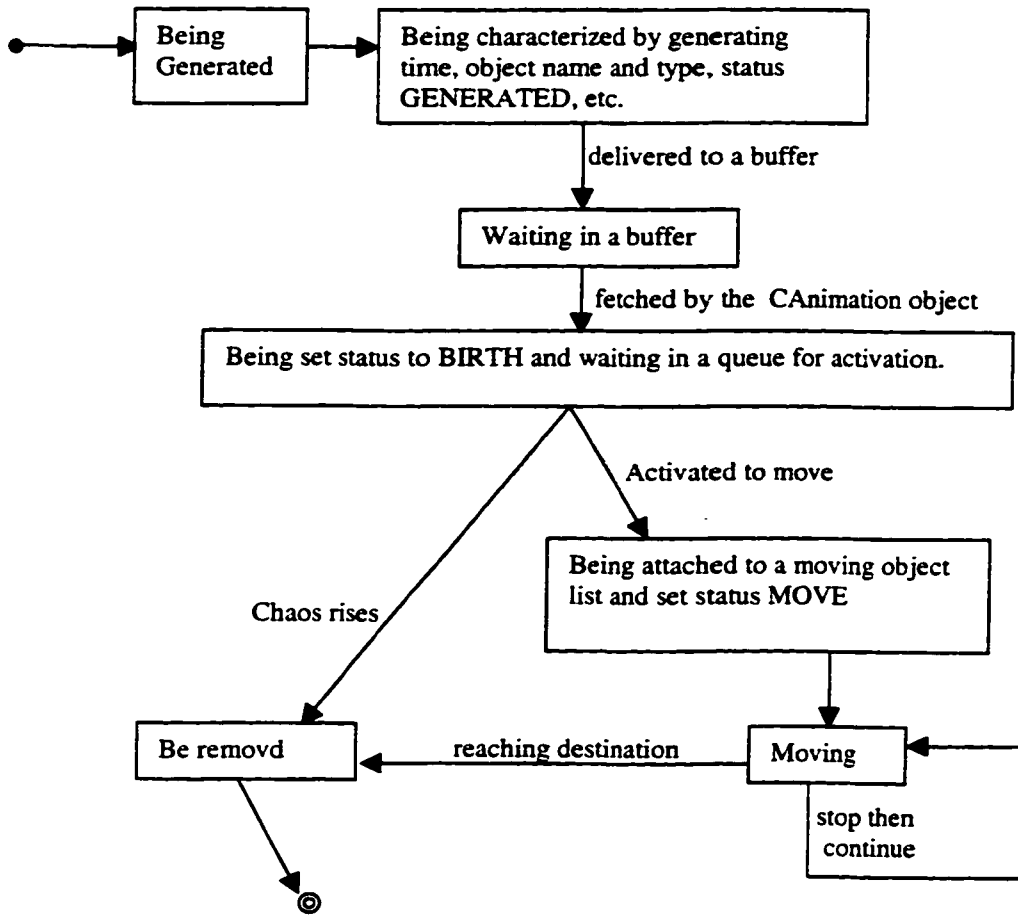 Being
Generated
Being characterized by generating
time, object name and type, status
GENERATED, etc.
delivered to a buffer
Waiting in a buffer
fetched by the CAnimation object
Being set status to BIRTH and waiting in a queue for activation.
Activated to move
Being attached to a moving object
list and set status MOVE
Chaos rises
Be removd
reaching destination
Moving
stop then
continue